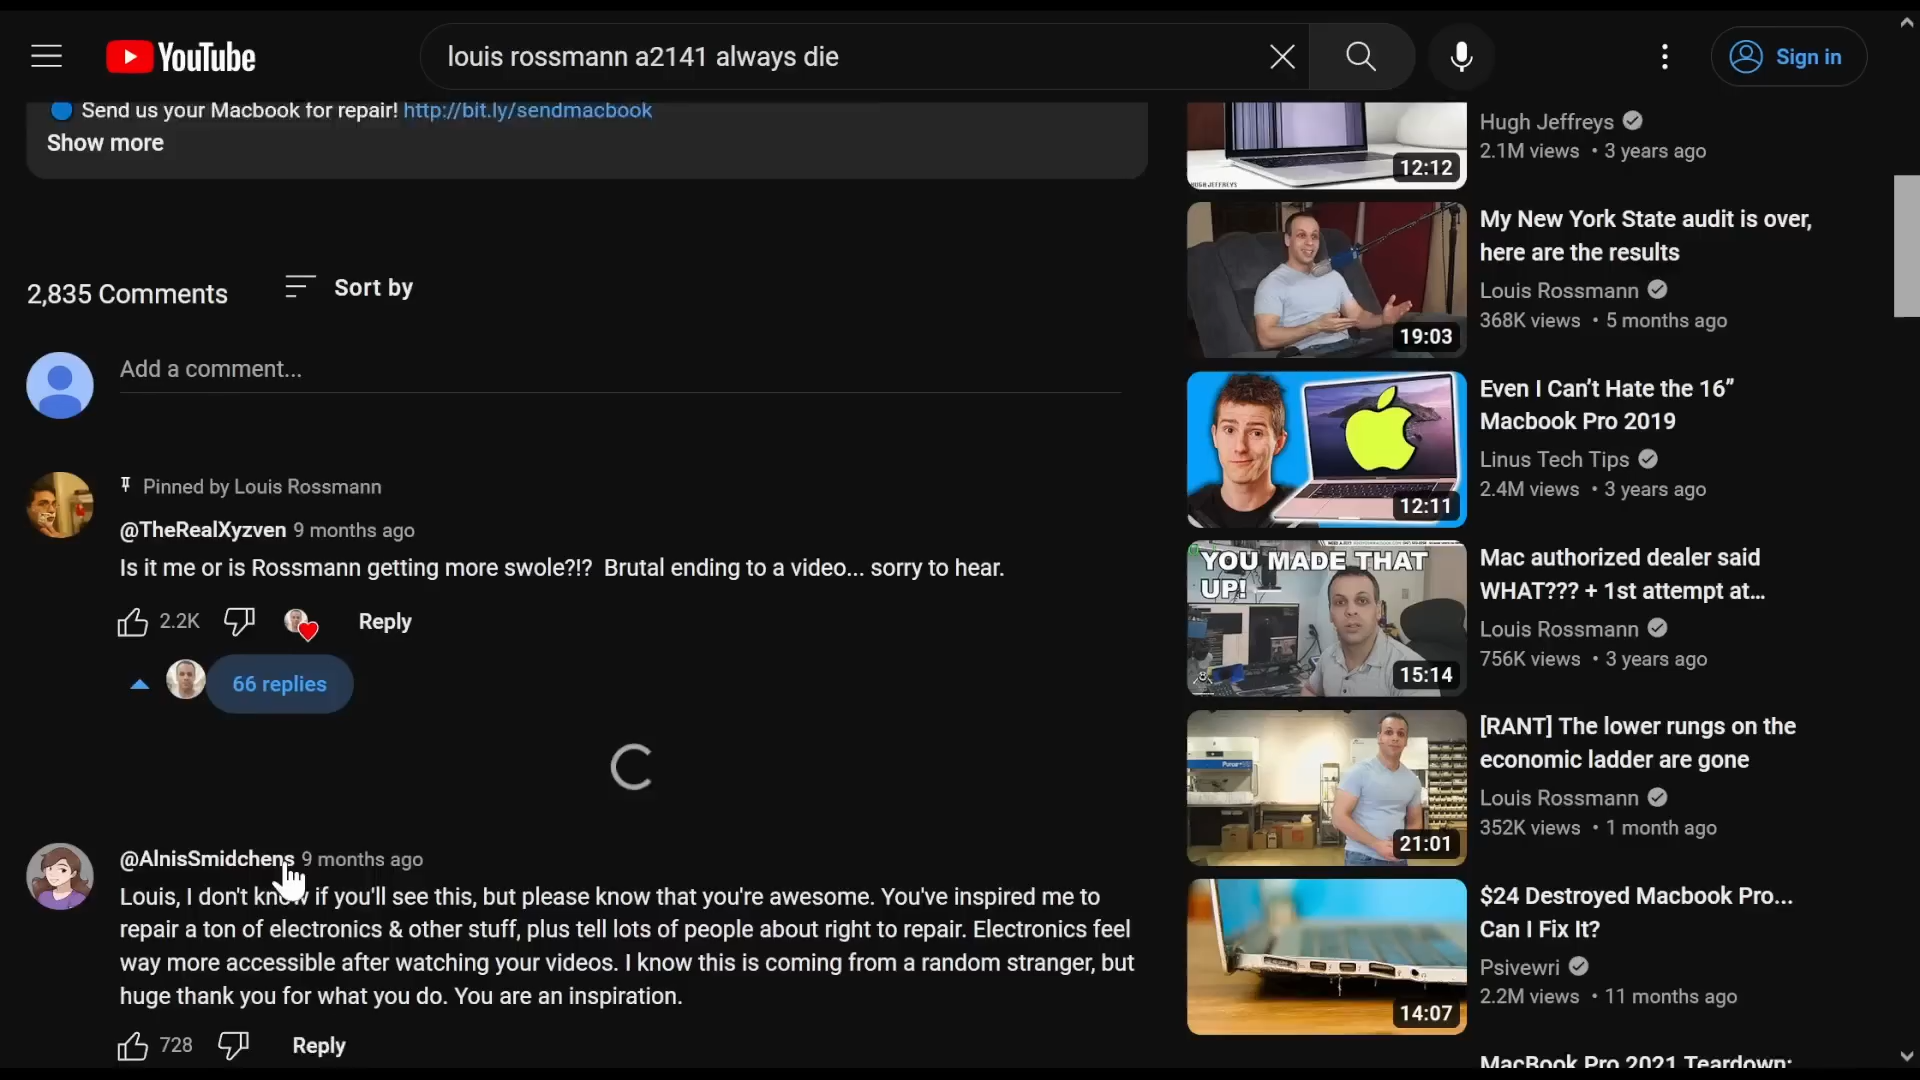 YouTube
louis rossmann a2141 always die
Sign in
Send us your Macbook for repair! http://bit.ly/sendmacbook
Show more
2,835 Comments
Sort by
Add a comment...
Pinned by Louis Rossmann
@TheRealXyzven 9 months ago
Is it me or is Rossmann getting more swole?!? Brutal ending to a video... sorry to hear.
2.2K
Reply
66 replies
@AlnisSmidchens 9 months ago
Louis, I don't know if you'll see this, but please know that you're awesome. You've inspired me to
repair a ton of electronics & other stuff, plus tell lots of people about right to repair. Electronics feel
way more accessible after watching your videos. I know this is coming from a random stranger, but
huge thank you for what you do. You are an inspiration.
728
Reply
HUGH JEFFREYS
12:12
Hugh Jeffreys
2.1M views • 3 years ago
19:03
My New York State audit is over,
here are the results
Louis Rossmann
368K views • 5 months ago
12:11
Even I Can't Hate the 16”
Macbook Pro 2019
Linus Tech Tips
2.4M views • 3 years ago
YOU MADE THAT
UP!
15:14
Mac authorized dealer said
WHAT??? + 1st attempt at...
Louis Rossmann
756K views • 3 years ago
21:01
[RANT] The lower rungs on the
economic ladder are gone
Louis Rossmann
352K views • 1 month ago
14:07
$24 Destroyed Macbook Pro...
Can I Fix It?
Psivewri
2.2M views • 11 months ago
MacBook Pro 2021 Teardown: